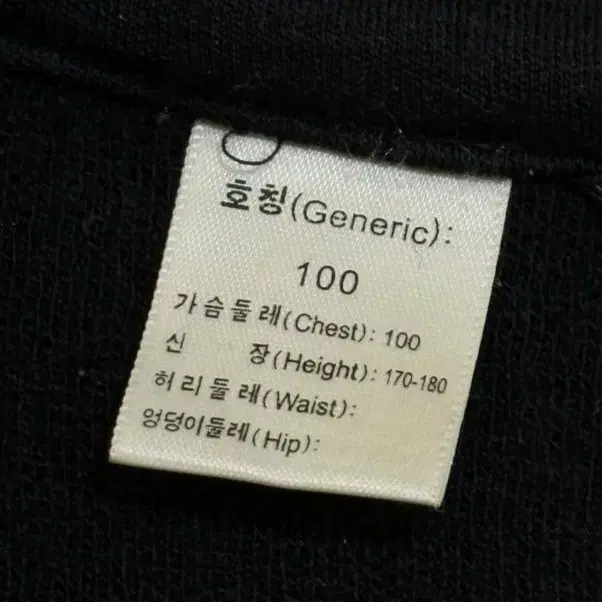 호칭(Generic):
100
가슴둘레(Chest): 100
신 장(Height): 170-180
허리둘레(Waist):
엉덩이둘레(Hip):